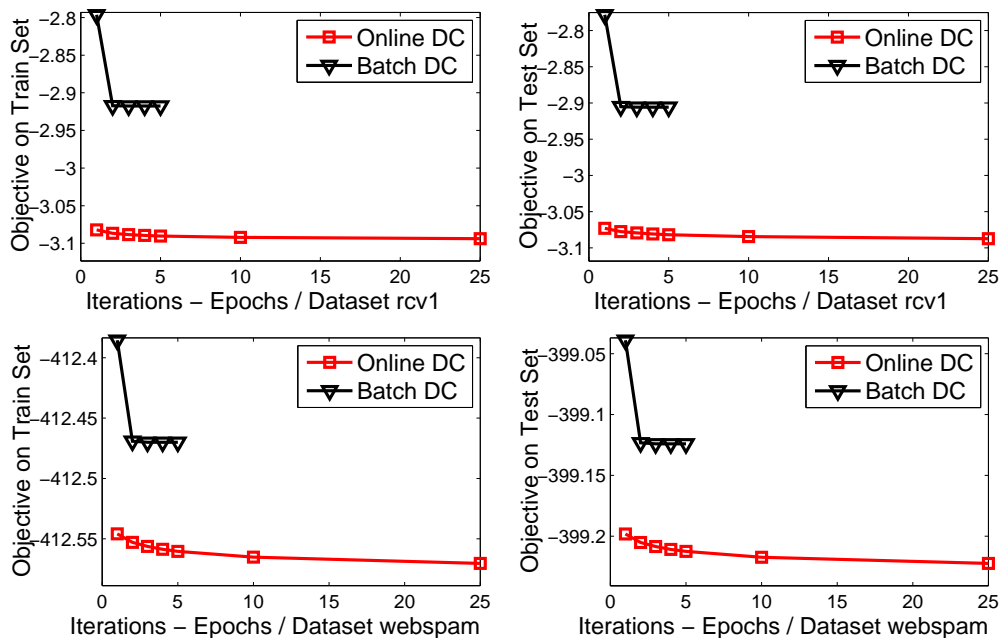 Objective on Train Set
−2.8
−2.85
−2.9
−2.95
−3
−3.05
−3.1
Online DC
Batch DC
0 5 10 15 20 25
Iterations − Epochs / Dataset rcv1
Objective on Test Set
−2.8
−2.85
−2.9
−2.95
−3
−3.05
−3.1
Online DC
Batch DC
0 5 10 15 20 25
Iterations − Epochs / Dataset rcv1
Objective on Train Set
−412.4
−412.45
−412.5
−412.55
Online DC
Batch DC
0 5 10 15 20 25
Iterations − Epochs / Dataset webspam
Objective on Test Set
−399.05
−399.1
−399.15
−399.2
Online DC
Batch DC
0 5 10 15 20 25
Iterations − Epochs / Dataset webspam